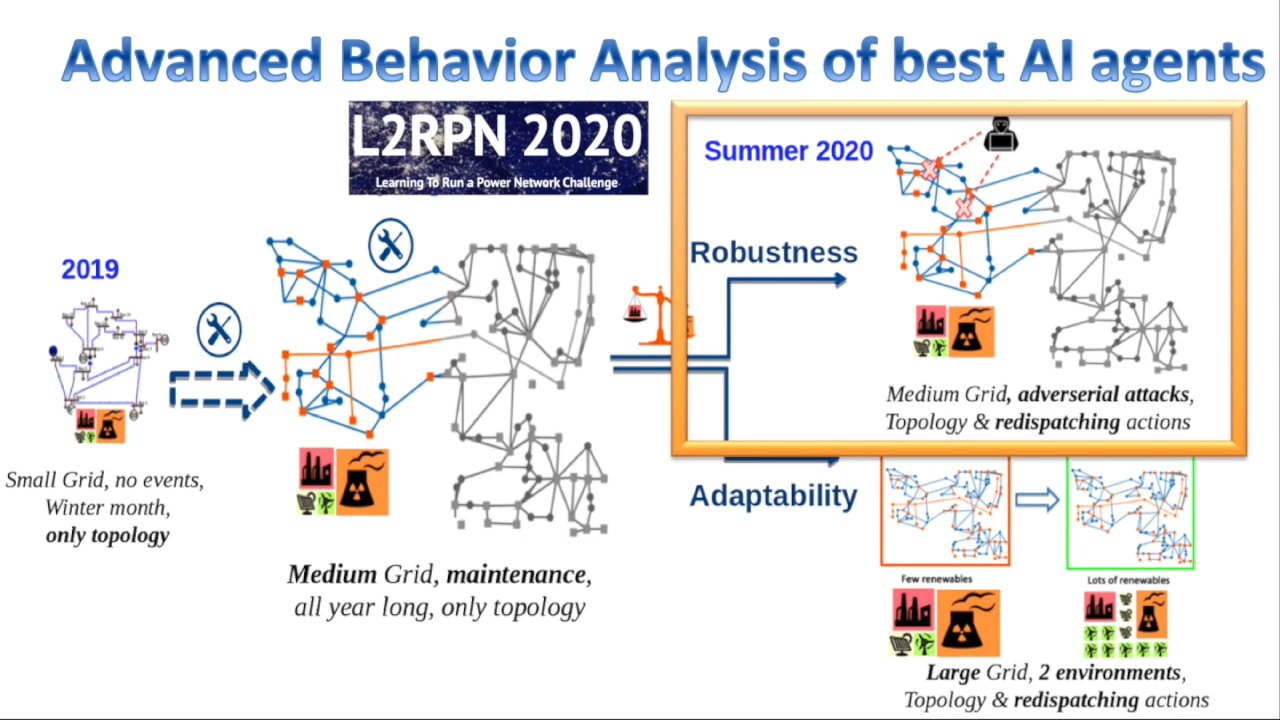 Advanced Behavior Analysis of best AI agents
L2RPN 2020
Learning To Run a Power Network Challenge
2019
Small Grid, no events,
Winter month,
only topology
Medium Grid, maintenance,
all year long, only topology
Summer 2020
Robustness
Medium Grid, adverserial attacks,
Topology & redispatching actions
Adaptability
Few renewables
Lots of renewables
Large Grid, 2 environments,
Topology & redispatching actions